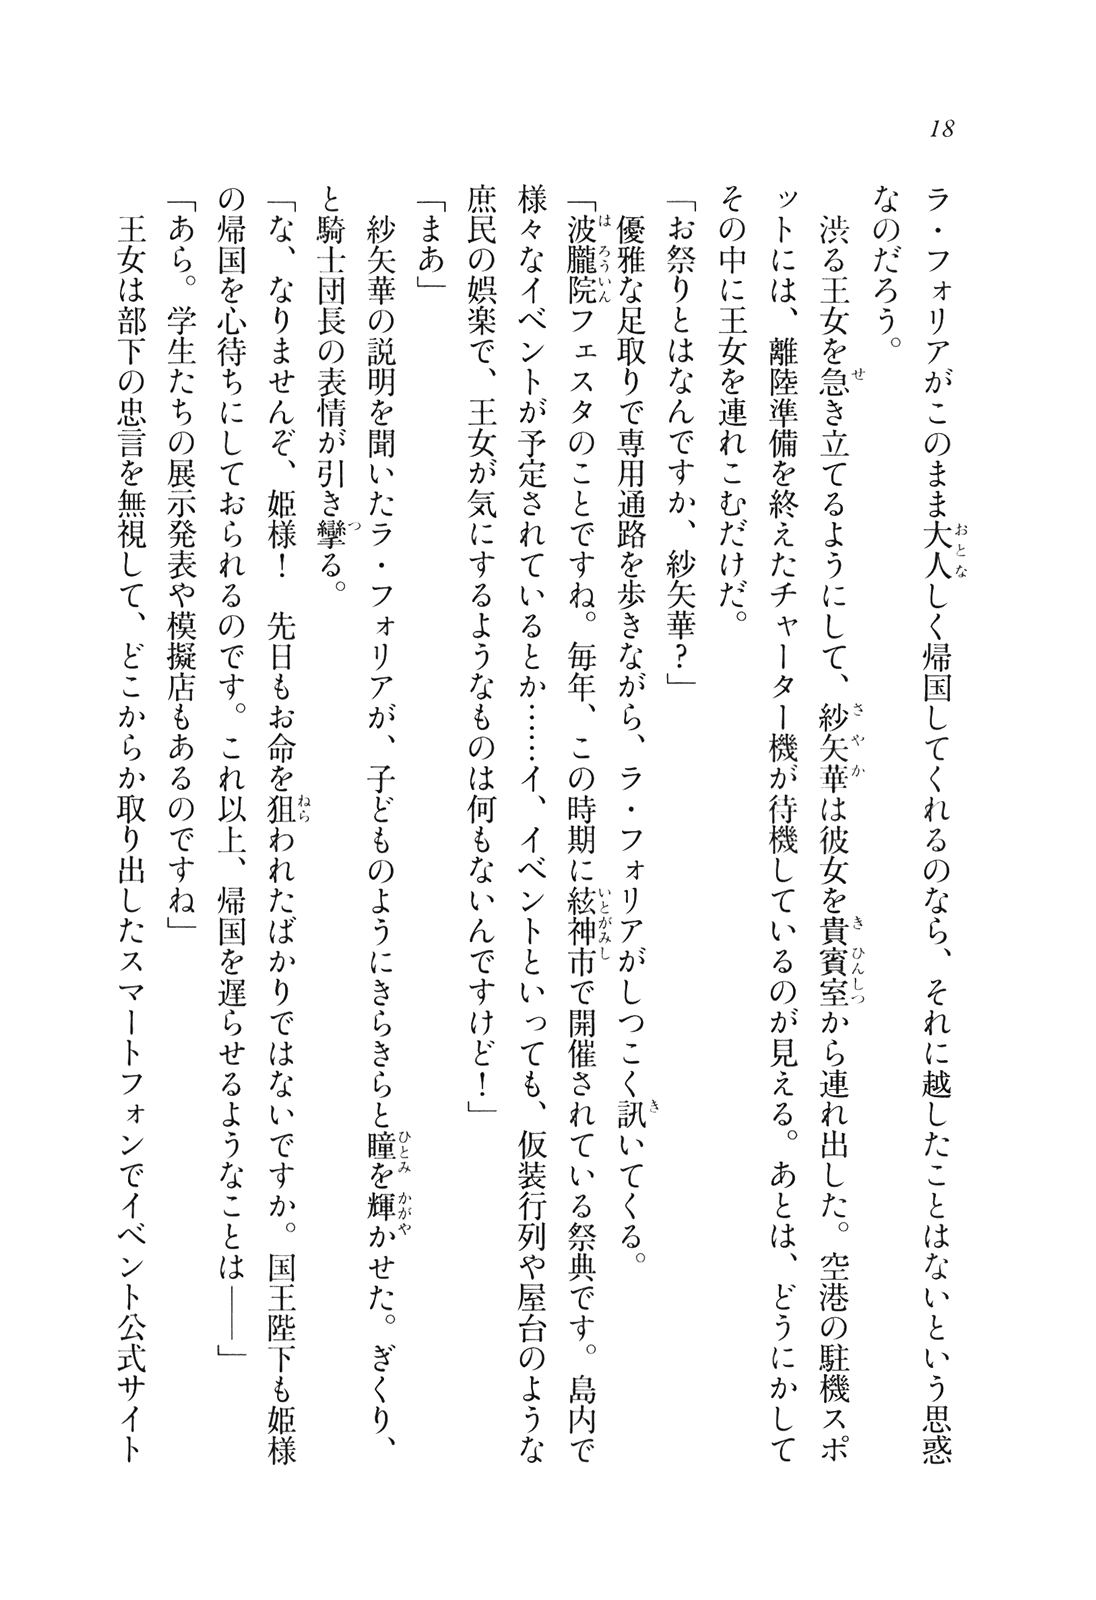 18
ラ・フォリアがこのまま大人しく帰国してくれるのなら、それに越したことはないという思惑
なのだろう。
　渋る王女を急き立てるようにして、紗矢華は彼女を貴賓室から連れ出した。空港の駐機スポ
ットには、離陸準備を終えたチャーター機が待機しているのが見える。あとは、どうにかして
その中に王女を連れこむだけだ。
「お祭りとはなんですか、紗矢華？」
　優雅な足取りで専用通路を歩きながら、ラ・フォリアがしつこく訊いてくる。
「波朧院フェスタのことですね。毎年、この時期に絃神市で開催されている祭典です。島内で
様々なイベントが予定されているとか……イ、イベントといっても、仮装行列や屋台のような
庶民の娯楽で、王女が気にするようなものは何もないんですけど！」
「まあ」
　紗矢華の説明を聞いたラ・フォリアが、子どものようにきらきらと瞳を輝かせた。ぎくり、
と騎士団長の表情が引き攣る。
「な、なりませんぞ、姫様！　先日もお命を狙われたばかりではないですか。国王陛下も姫様
の帰国を心待ちにしておられるのです。これ以上、帰国を遅らせるようなことは――」
「あら。学生たちの展示発表や模擬店もあるのですね」
　王女は部下の忠言を無視して、どこからか取り出したスマートフォンでイベント公式サイト